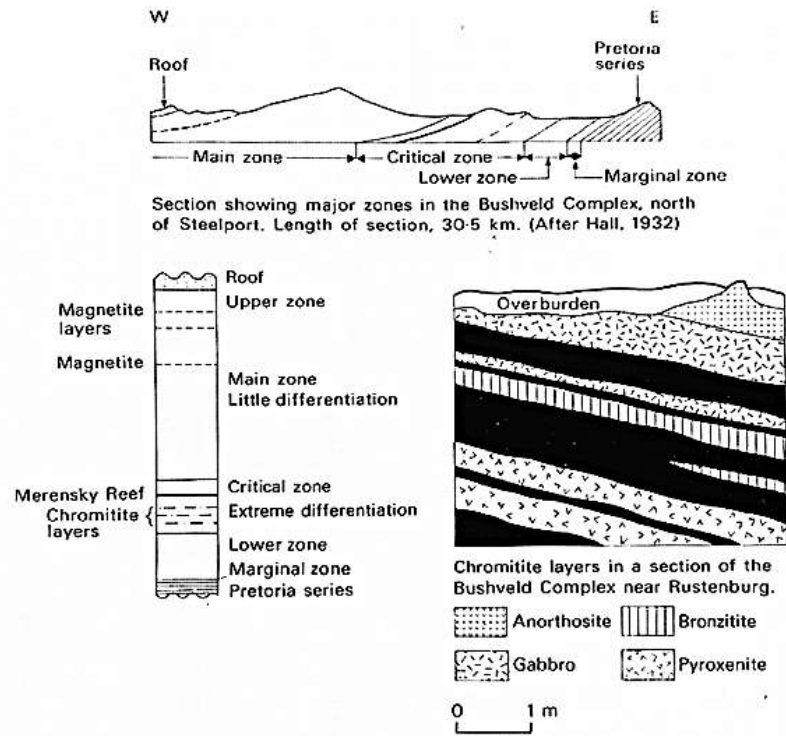 W E
Roof
Pretoria
series
Main zone
Critical zone
Lower zone
Marginal zone
Section showing major zones in the Bushveld Complex, north
of Steelport. Length of section, 30·5 km. (After Hall, 1932)
Roof
Upper zone
Magnetite
layers
Magnetite
Main zone
Little differentiation
Critical zone
Merensky Reef
Chromitite
layers
Extreme differentiation
Lower zone
Marginal zone
Pretoria series
Overburden
Chromitite layers in a section of the
Bushveld Complex near Rustenburg.
Anorthosite Bronzitite
Gabbro Pyroxenite
0 1 m